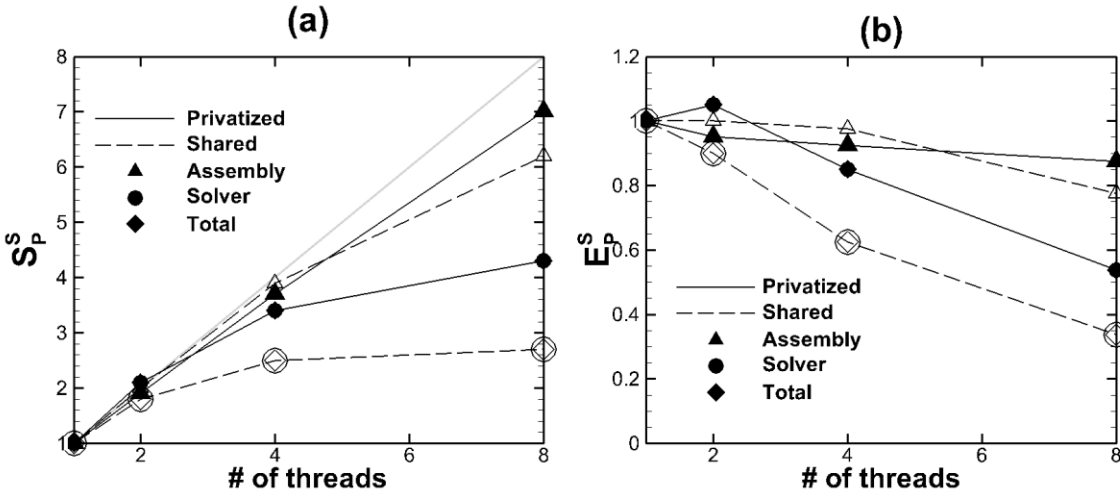 (a)
8
7
6
5
4
3
2
1
S_P^S
Privatized
Shared
Assembly
Solver
Total
2
4
6
8
# of threads
(b)
1.2
1
0.8
0.6
0.4
0.2
0
E_P^S
Privatized
Shared
Assembly
Solver
Total
2
4
6
8
# of threads